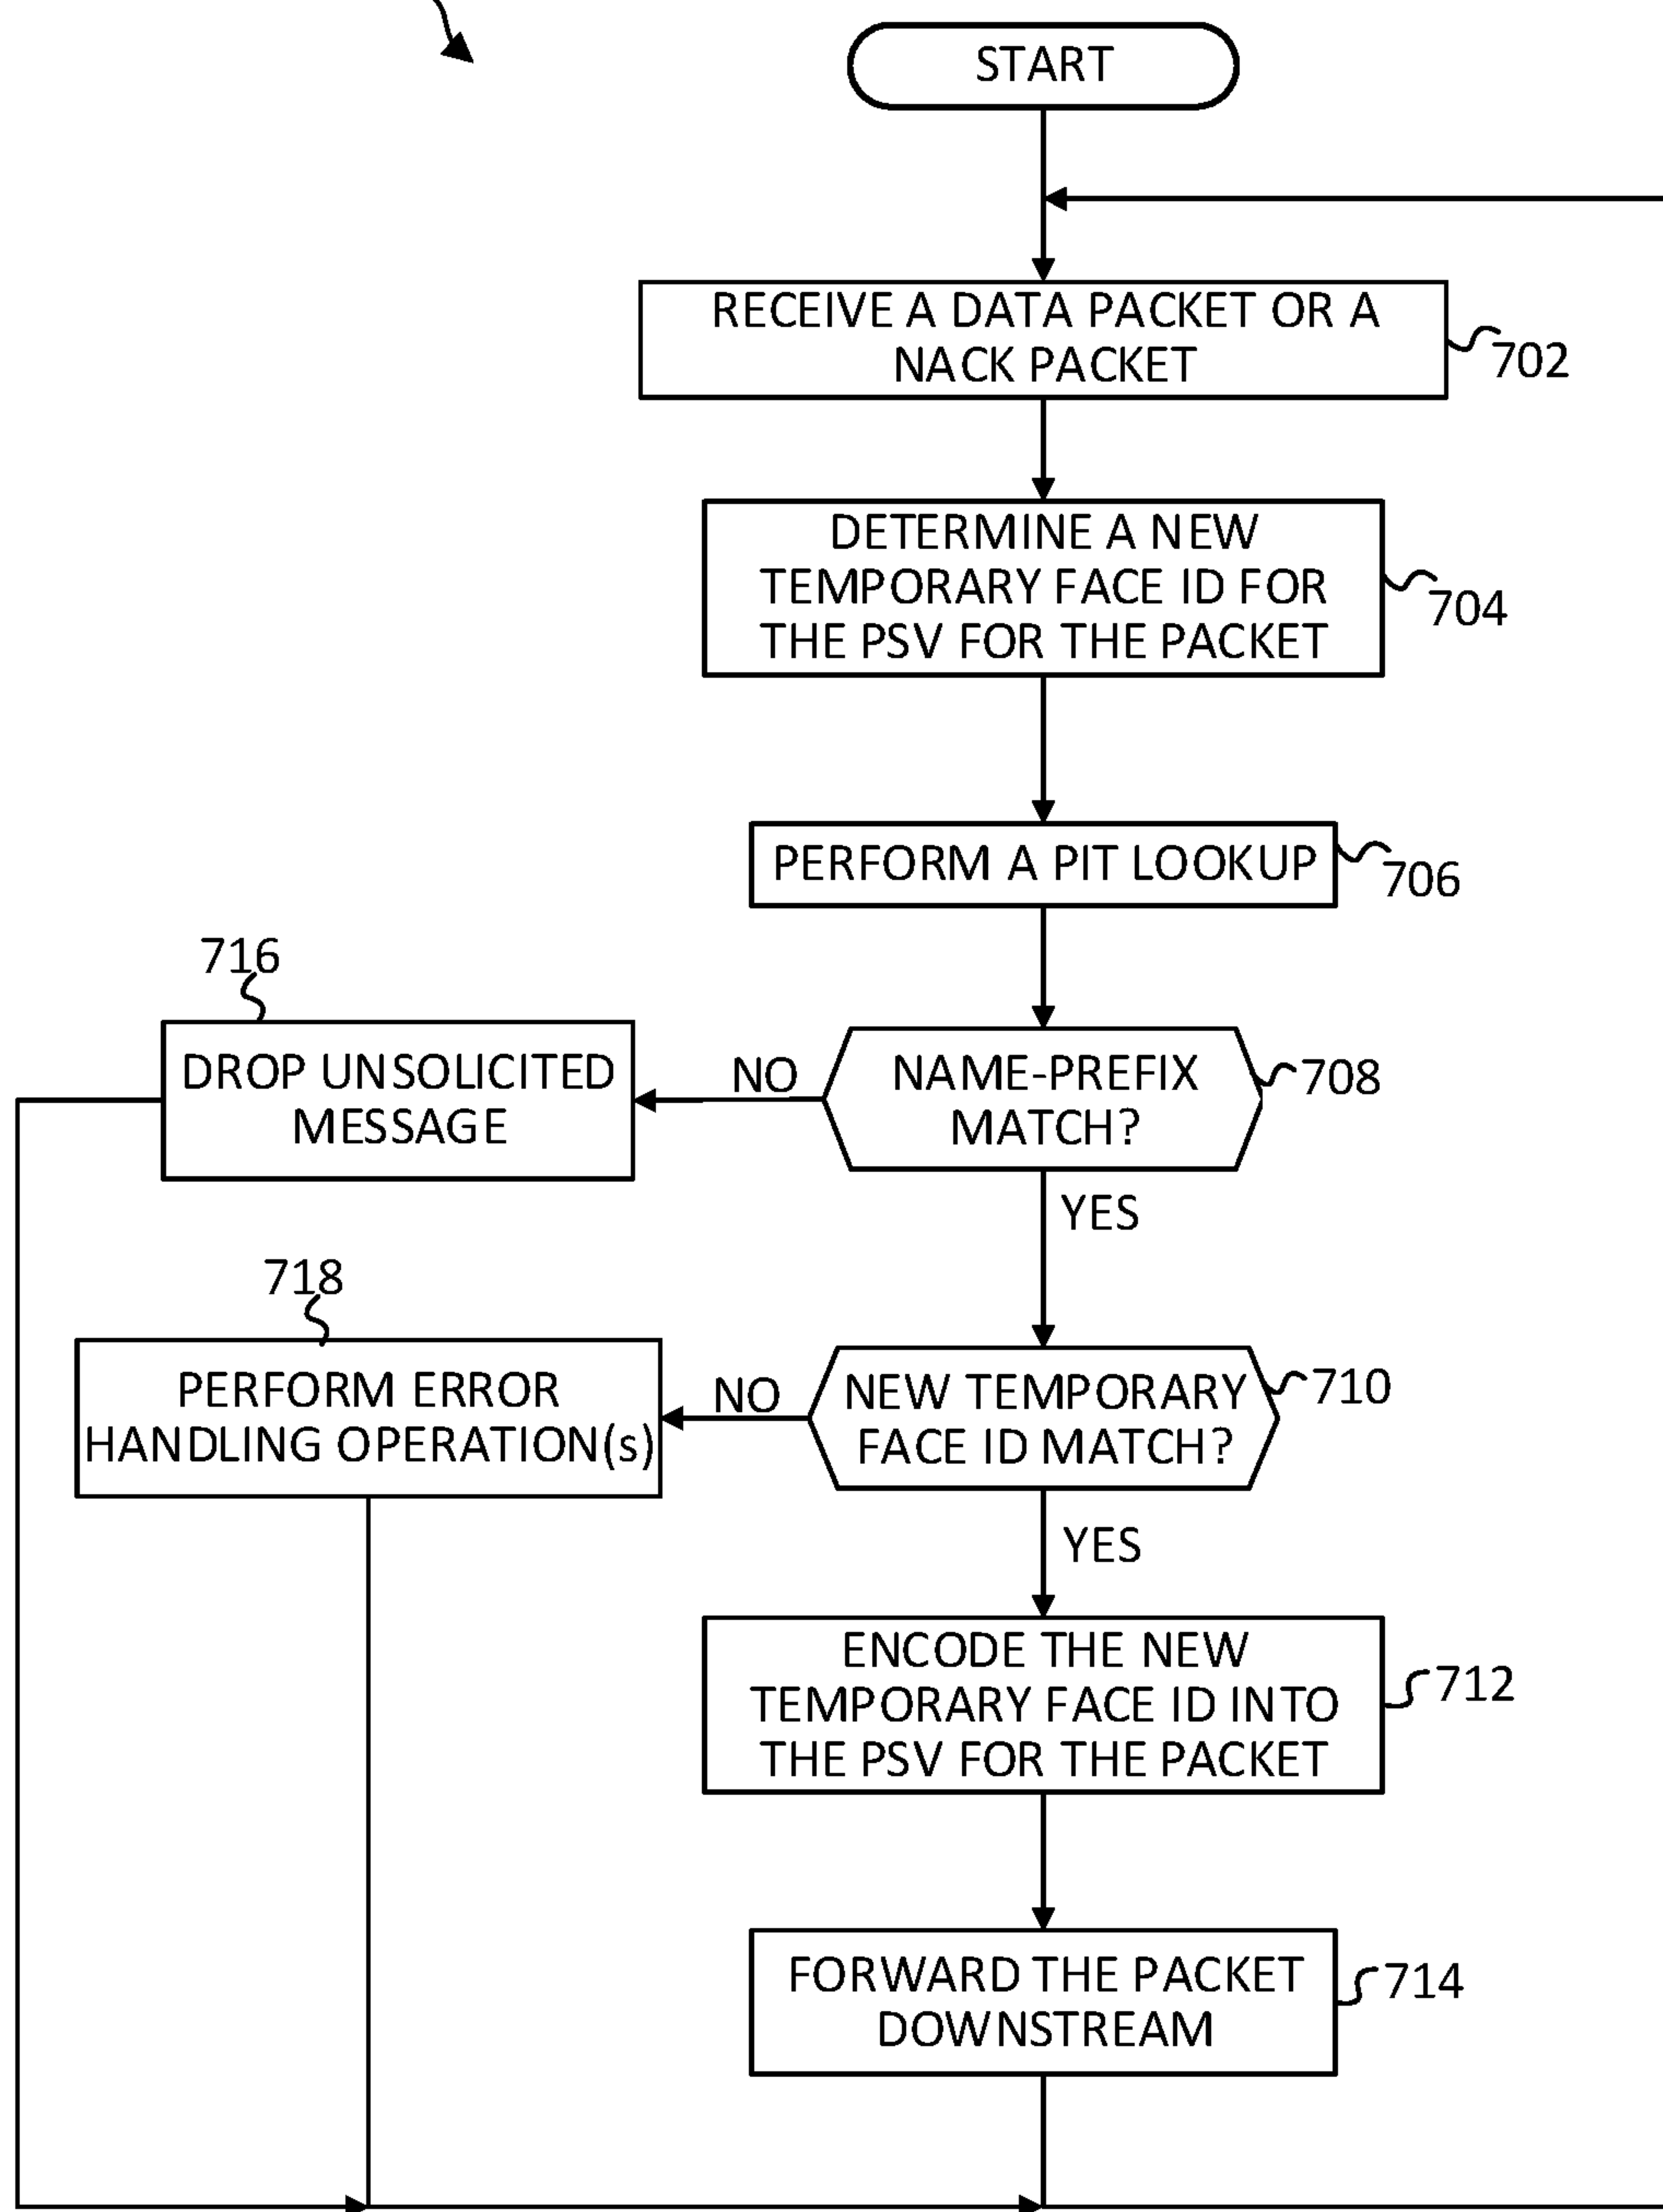 START
RECEIVE A DATA PACKET OR A
NACK PACKET
702
DETERMINE A NEW
TEMPORARY FACE ID FOR
THE PSV FOR THE PACKET
704
PERFORM A PIT LOOKUP
706
716
DROP UNSOLICITED
MESSAGE
NO
NAME-PREFIX
MATCH?
708
YES
718
PERFORM ERROR
HANDLING OPERATION(s)
NO
NEW TEMPORARY
FACE ID MATCH?
710
YES
ENCODE THE NEW
TEMPORARY FACE ID INTO
THE PSV FOR THE PACKET
712
FORWARD THE PACKET
DOWNSTREAM
714